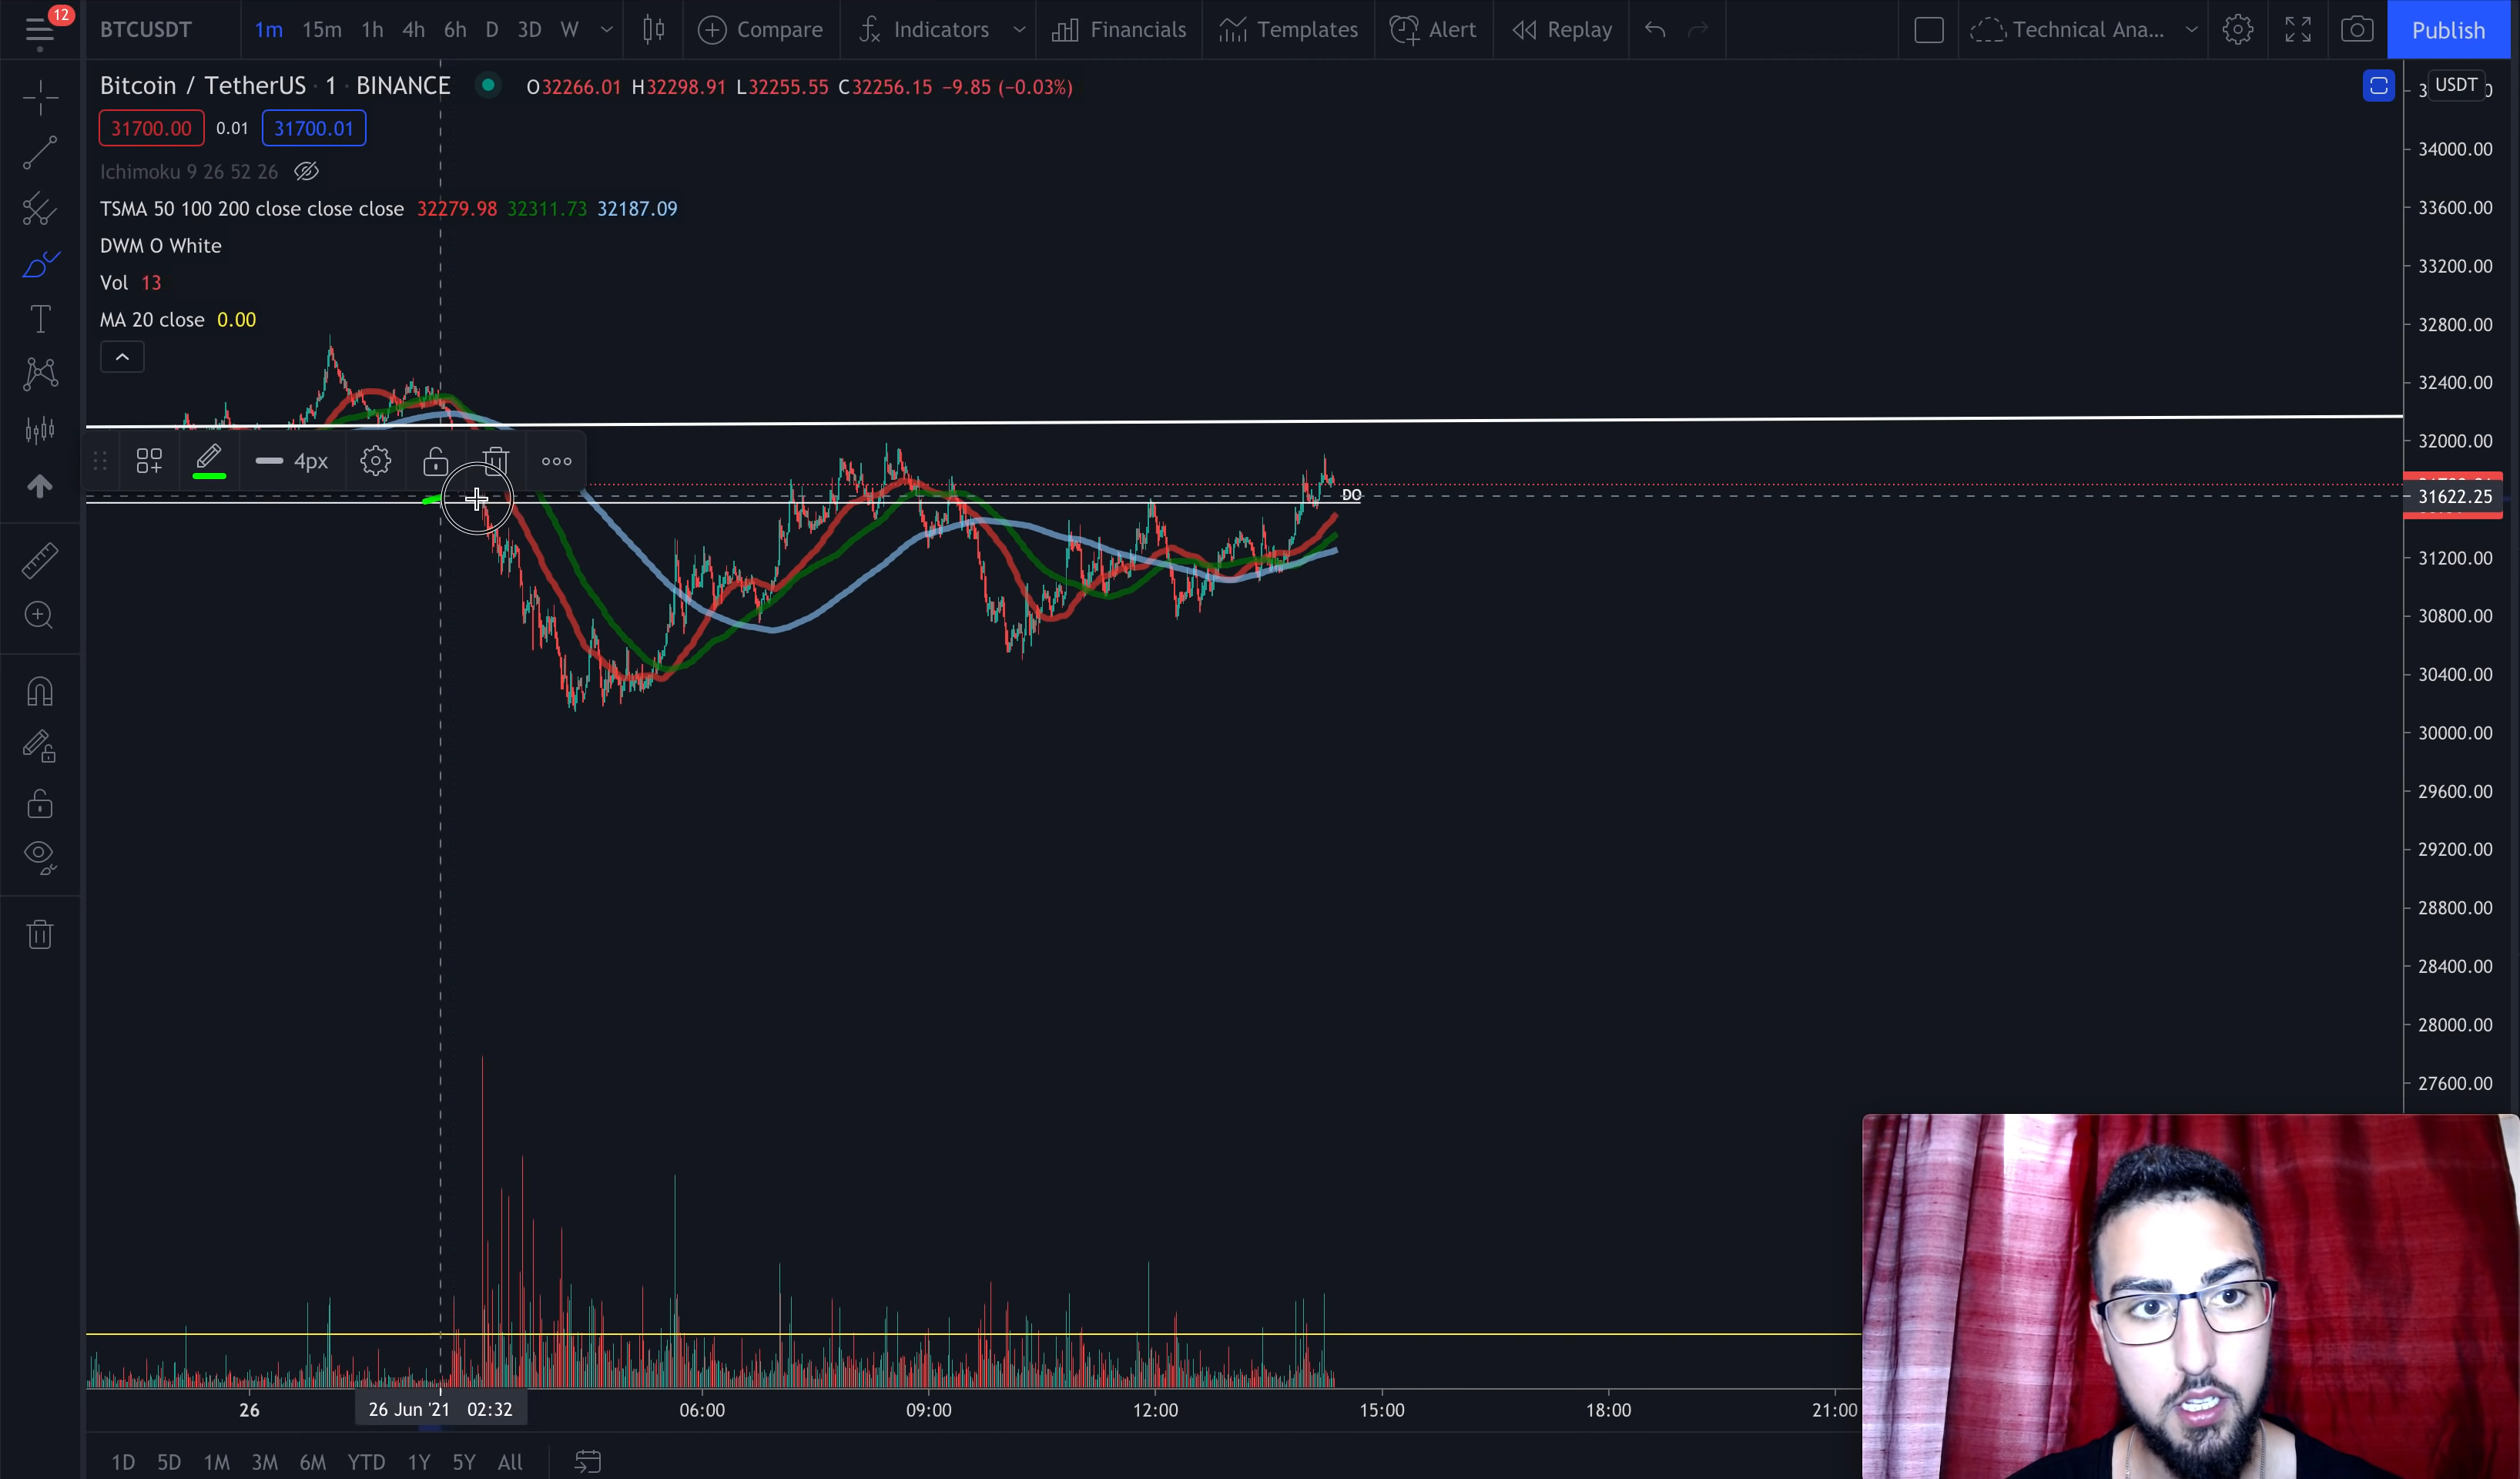 12
BTCUSDT 1m 15m 1h 4h 6h D 3D W Compare Indicators Financials Templates Alert Replay Technical Ana... Publish
Bitcoin / TetherUS · 1 · BINANCE O32266.01 H32298.91 L32255.55 C32256.15 −9.85 (−0.03%)
USDT
31700.00 0.01 31700.01
Ichimoku 9 26 52 26
TSMA 50 100 200 close close close 32279.98 32311.73 32187.09
DWM O White
Vol 13
MA 20 close 0.00
34000.00
33600.00
33200.00
32800.00
32400.00
32000.00
4px
DO
31622.25
31200.00
30800.00
30400.00
30000.00
29600.00
29200.00
28800.00
28400.00
28000.00
27600.00
26 26 Jun '21 02:32 06:00 09:00 12:00 15:00 18:00 21:00
1D 5D 1M 3M 6M YTD 1Y 5Y All